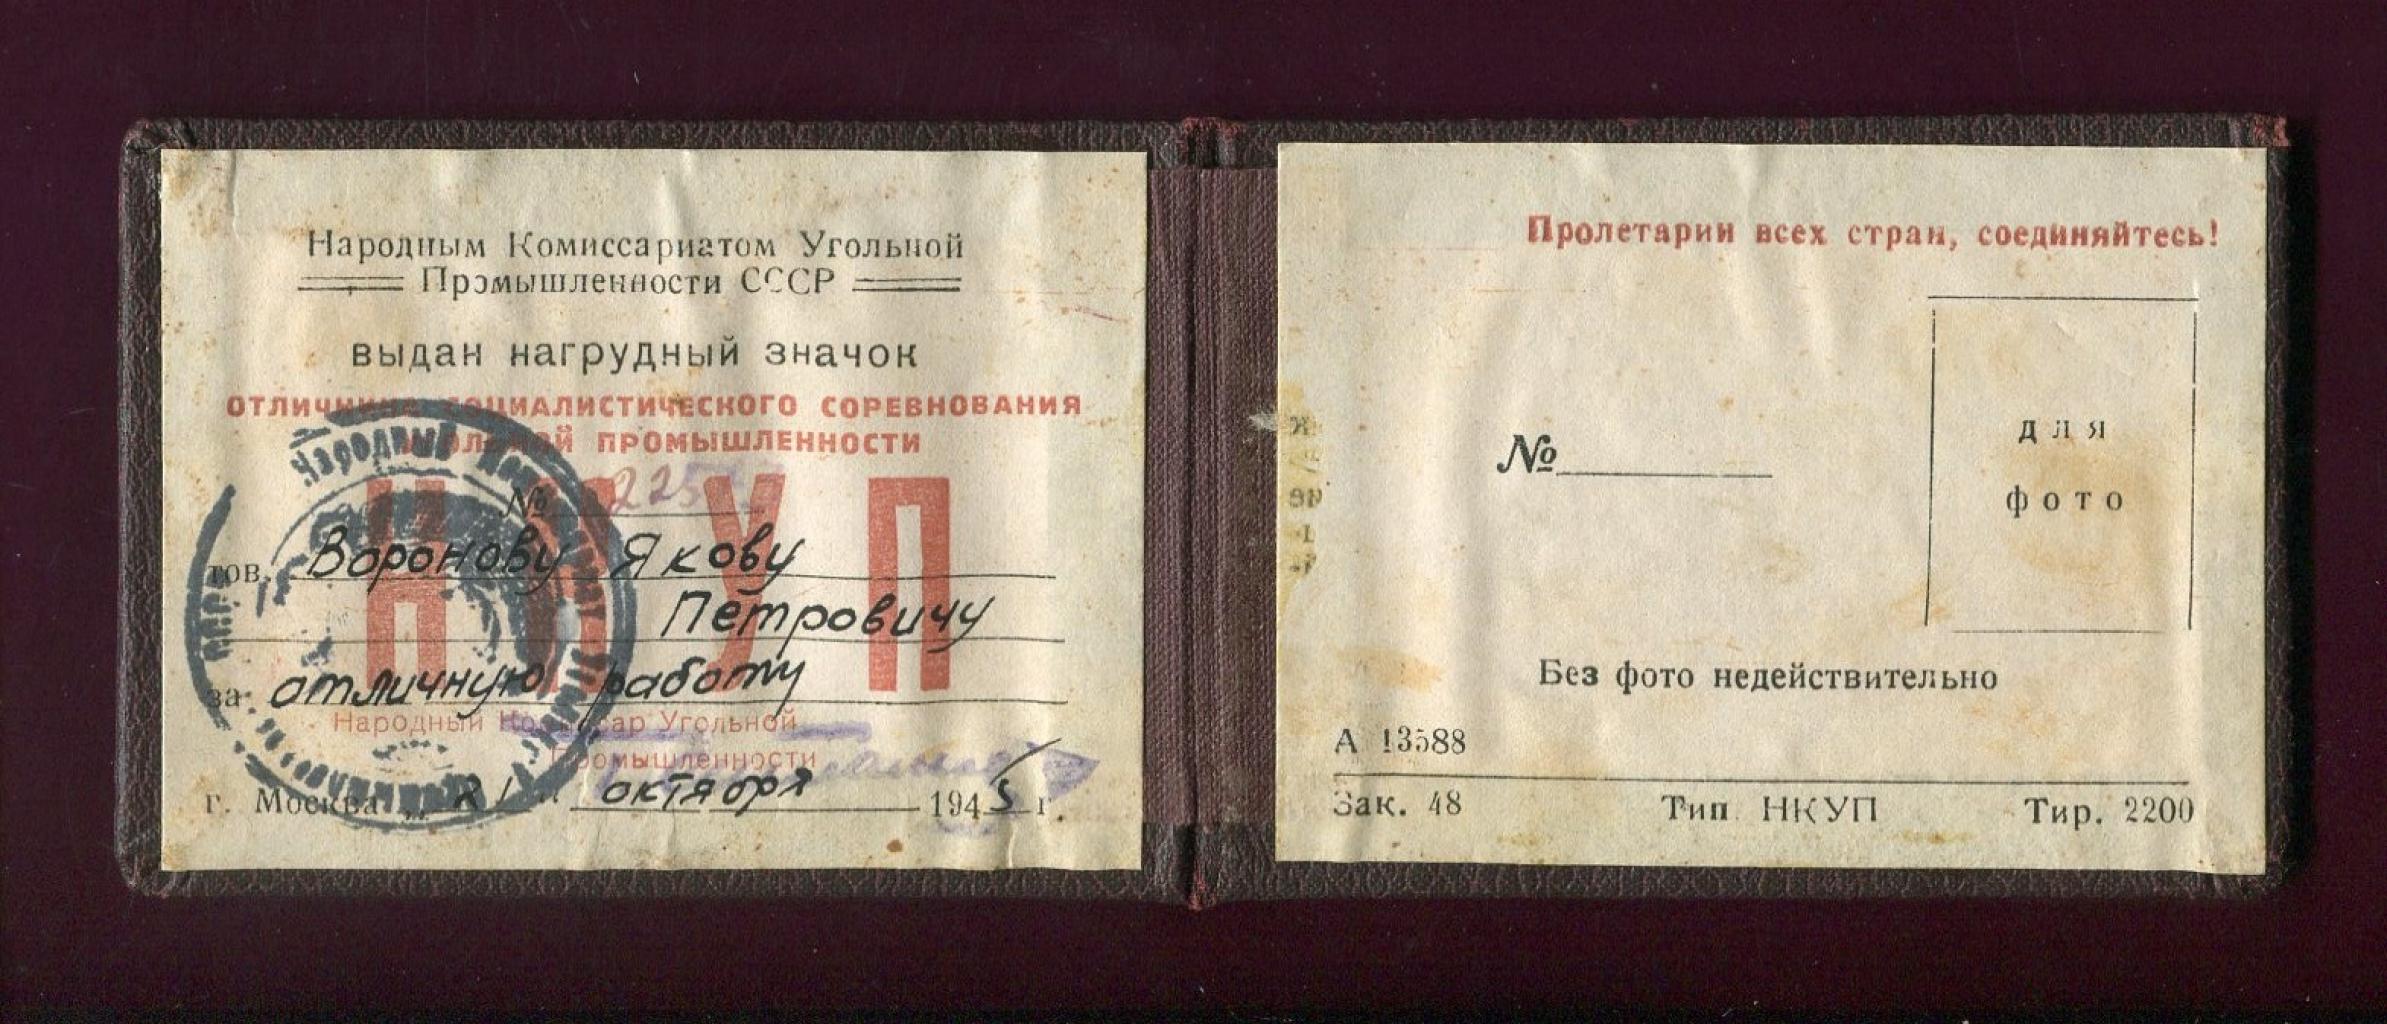 Народным Комиссариатом Угольной
Промышленности СССР
выдан нагрудный значок
ОТЛИЧНИКА СОЦИАЛИСТИЧЕСКОГО СОРЕВНОВАНИЯ
УГОЛЬНОЙ ПРОМЫШЛЕННОСТИ
НКУП
№
тов. Воронову Якову
Петровичу
за отличную работу
Народный Комиссар Угольной
Промышленности
г. Москва 21 " октября 1945 г.
Пролетарии всех стран, соединяйтесь!
№
для
фото
Без фото недействительно
А 13588
Зак. 48 Тип НКУП Тир. 2200